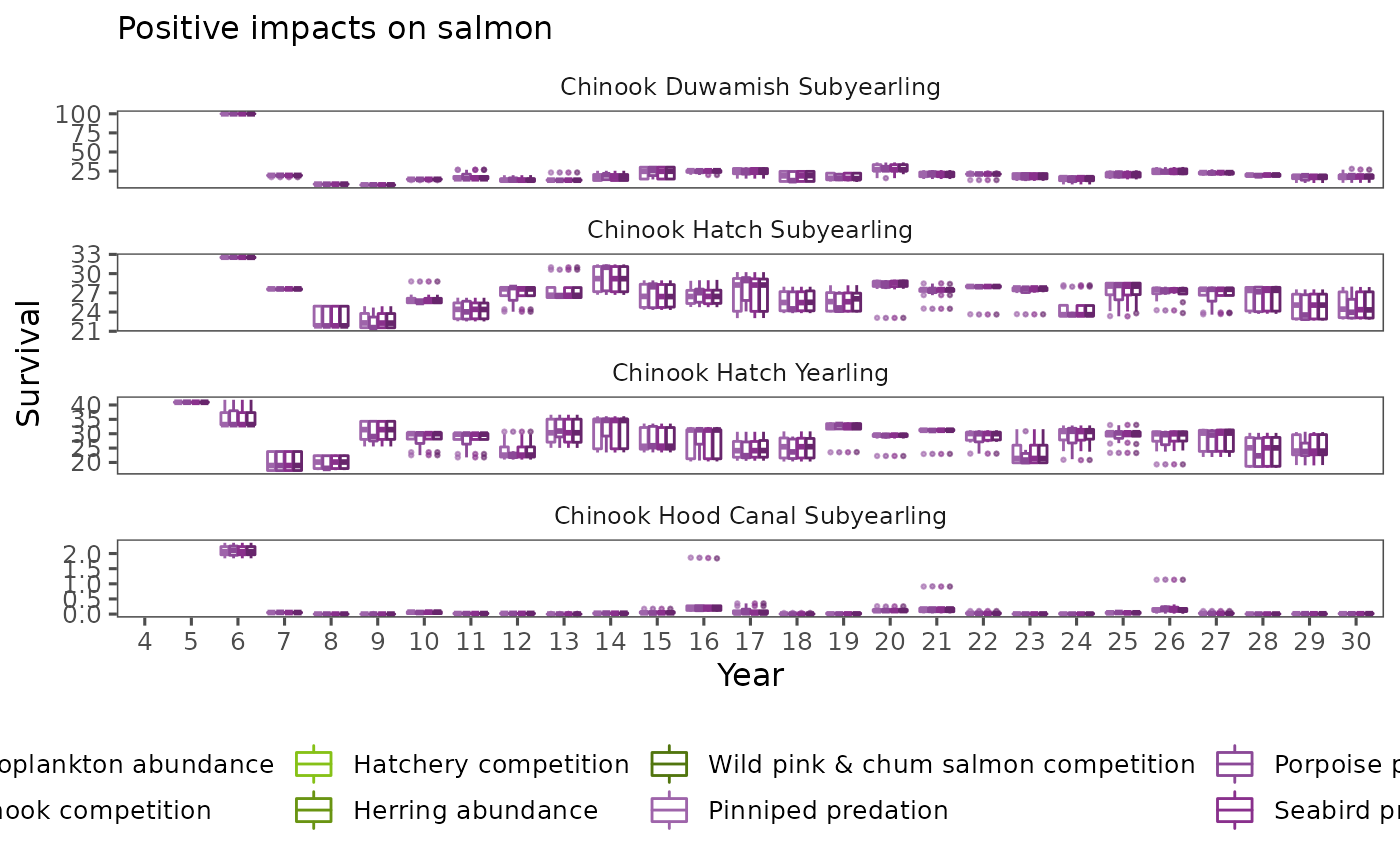 Positive impacts on salmon
Chinook Duwamish Subyearling
100
75
50
25
Chinook Hatch Subyearling
33
30
27
24
21
Survival
Chinook Hatch Yearling
40
35
30
25
20
Chinook Hood Canal Subyearling
2.0
1.5
1.0
0.5
0.0
4 5 6 7 8 9 10 11 12 13 14 15 16 17 18 19 20 21 22 23 24 25 26 27 28 29 30
Year
oplankton abundance Hatchery competition Wild pink & chum salmon competition Porpoise p
nook competition Herring abundance Pinniped predation Seabird pr